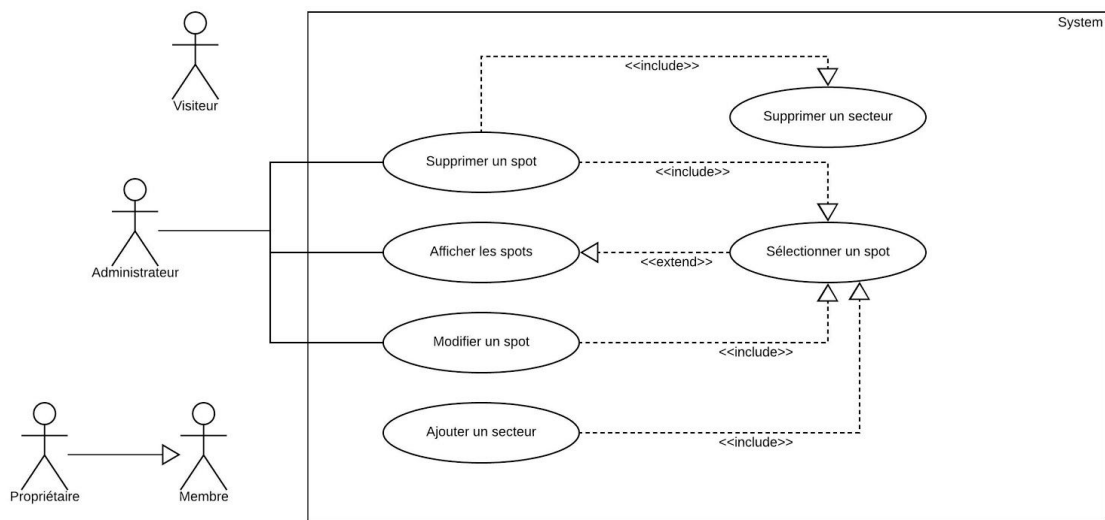 System
<<include>>
Visiteur
Supprimer un secteur
Supprimer un spot
<<include>>
Administrateur
Afficher les spots
<<extend>>
Sélectionner un spot
Modifier un spot
<<include>>
Ajouter un secteur
<<include>>
Propriétaire
Membre